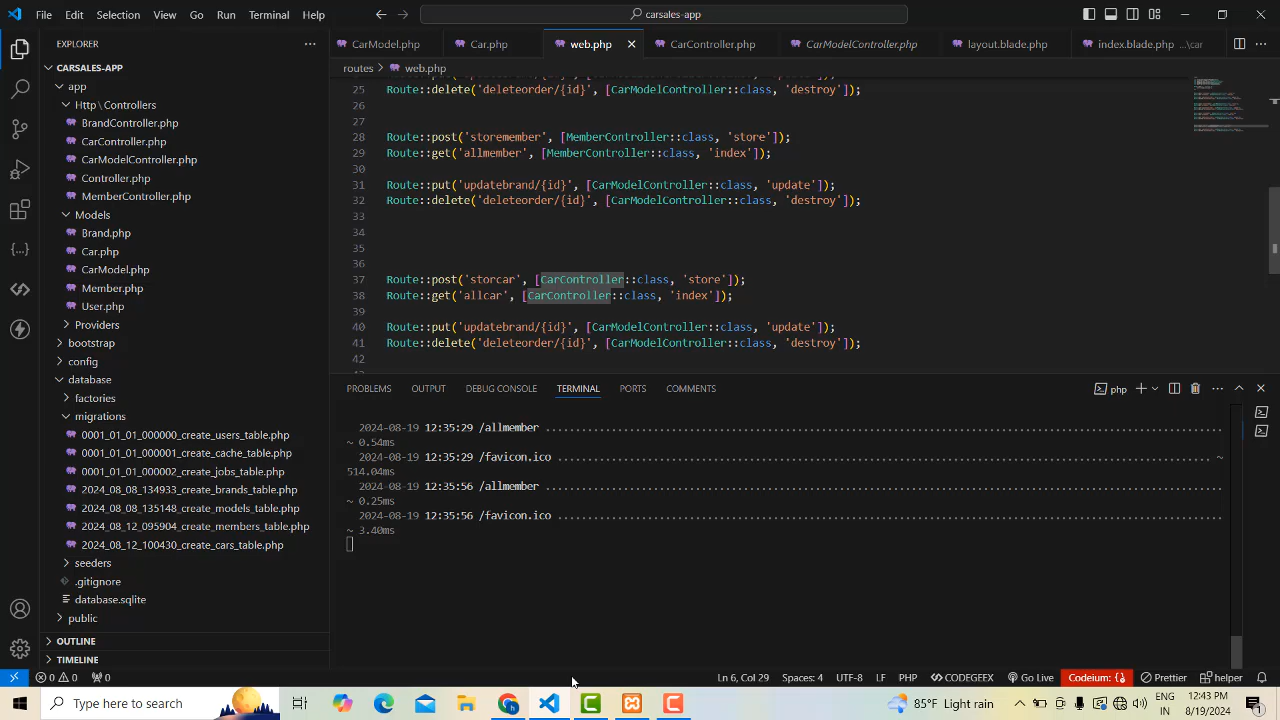 File Edit Selection View Go Run Terminal Help
carsales-app
EXPLORER
CarModel.php Car.php web.php CarController.php CarModelController.php layout.blade.php index.blade.php ...\car
CARSALES-APP
routes > web.php
app
Http\Controllers
BrandController.php
CarController.php
CarModelController.php
Controller.php
MemberController.php
Models
Brand.php
Car.php
CarModel.php
Member.php
User.php
Providers
bootstrap
config
database
factories
migrations
0001_01_01_000000_create_users_table.php
0001_01_01_000001_create_cache_table.php
0001_01_01_000002_create_jobs_table.php
2024_08_08_134933_create_brands_table.php
2024_08_08_135148_create_models_table.php
2024_08_12_095904_create_members_table.php
2024_08_12_100430_create_cars_table.php
seeders
.gitignore
database.sqlite
public
OUTLINE
TIMELINE
25 Route::delete('deleteorder/{id}', [CarModelController::class, 'destroy']);
26
27
28 Route::post('storemember', [MemberController::class, 'store']);
29 Route::get('allmember', [MemberController::class, 'index']);
30
31 Route::put('updatebrand/{id}', [CarModelController::class, 'update']);
32 Route::delete('deleteorder/{id}', [CarModelController::class, 'destroy']);
33
34
35
36
37 Route::post('storcar', [CarController::class, 'store']);
38 Route::get('allcar', [CarController::class, 'index']);
39
40 Route::put('updatebrand/{id}', [CarModelController::class, 'update']);
41 Route::delete('deleteorder/{id}', [CarModelController::class, 'destroy']);
42
PROBLEMS OUTPUT DEBUG CONSOLE TERMINAL PORTS COMMENTS
php
2024-08-19 12:35:29 /allmember
~ 0.54ms
2024-08-19 12:35:29 /favicon.ico ~
514.04ms
2024-08-19 12:35:56 /allmember
~ 0.25ms
2024-08-19 12:35:56 /favicon.ico
~ 3.40ms
0 0 0 Ln 6, Col 29 Spaces: 4 UTF-8 LF PHP CODEGEEX Go Live Codeium: {} Prettier helper
Type here to search
85°F Light rain
ENG
IN
12:43 PM
8/19/2024